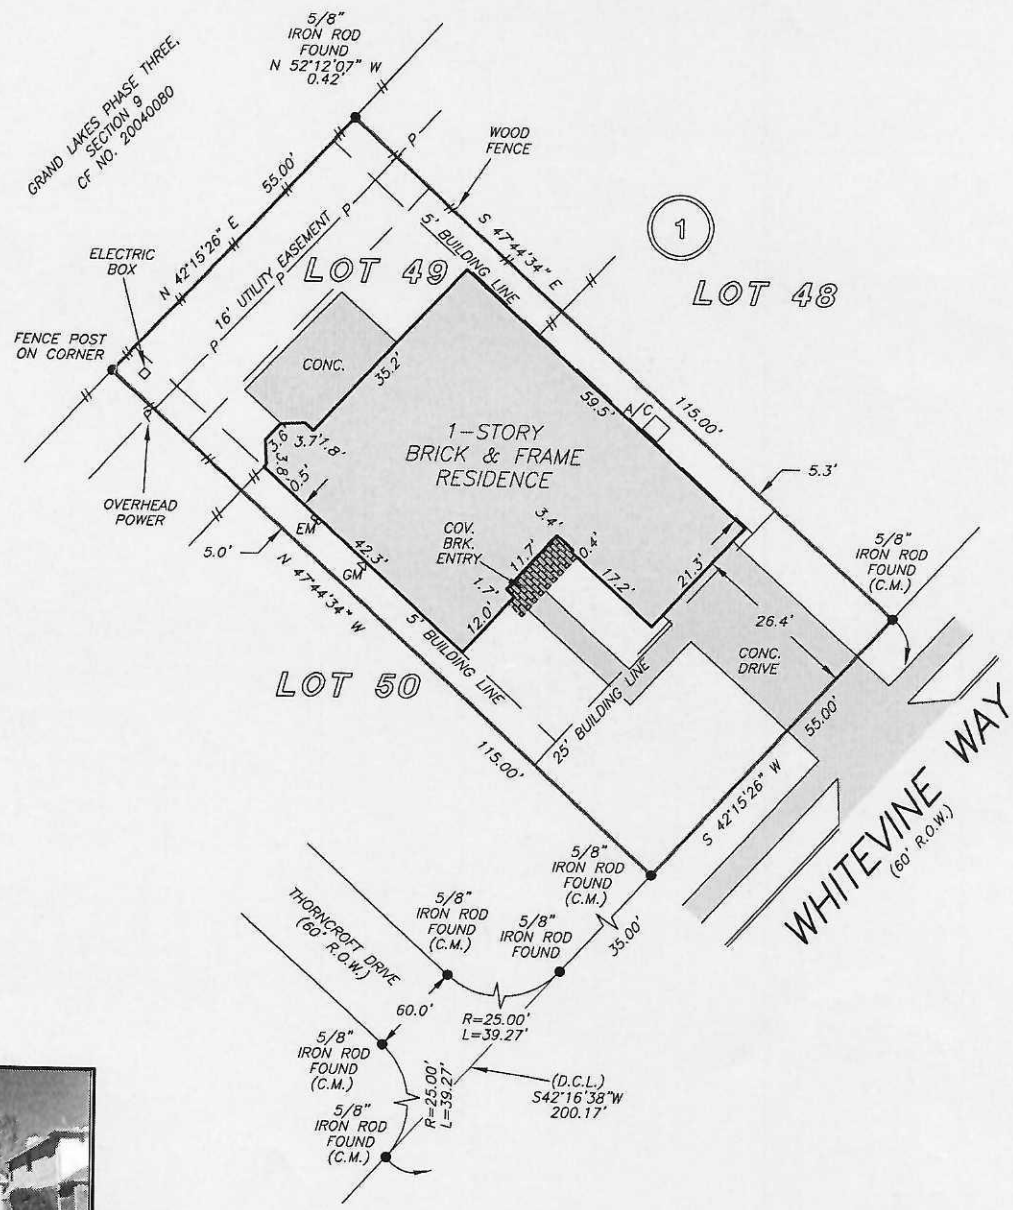 5/8"
IRON ROD
FOUND
N 52°12'07" W
0.42'
GRAND LAKES PHASE THREE,
SECTION 9
CF NO. 20040080
WOOD
FENCE
1
55.00'
N 42°15'26" E
P
P
P
P
P
16' UTILITY EASEMENT
5' BUILDING LINE
S 47°44'34" E
LOT 49
LOT 48
ELECTRIC
BOX
FENCE POST
ON CORNER
CONC.
35.2'
59.5'
A/C
115.00'
3.6'
3.7'
1.8'
3.8'
0.5'
1-STORY
BRICK & FRAME
RESIDENCE
5.3'
OVERHEAD
POWER
EM
COV.
BRK.
ENTRY
3.4'
11.7'
0.4'
5/8"
IRON ROD
FOUND
(C.M.)
5.0'
42.3'
GM
1.7'
17.2'
21.3'
12.0'
26.4'
N 47°44'34" W
5' BUILDING LINE
CONC.
DRIVE
LOT 50
25' BUILDING LINE
55.00'
115.00'
S 42°15'26" W
WHITEVINE WAY
(60' R.O.W.)
5/8"
IRON ROD
FOUND
(C.M.)
THORNCROFT DRIVE
(60' R.O.W.)
5/8"
IRON ROD
FOUND
(C.M.)
5/8"
IRON ROD
FOUND
35.00'
60.0'
R=25.00'
L=39.27'
5/8"
IRON ROD
FOUND
(C.M.)
R=25.00'
L=39.27'
(D.C.L.)
S42°16'38"W
200.17'
5/8"
IRON ROD
FOUND
(C.M.)